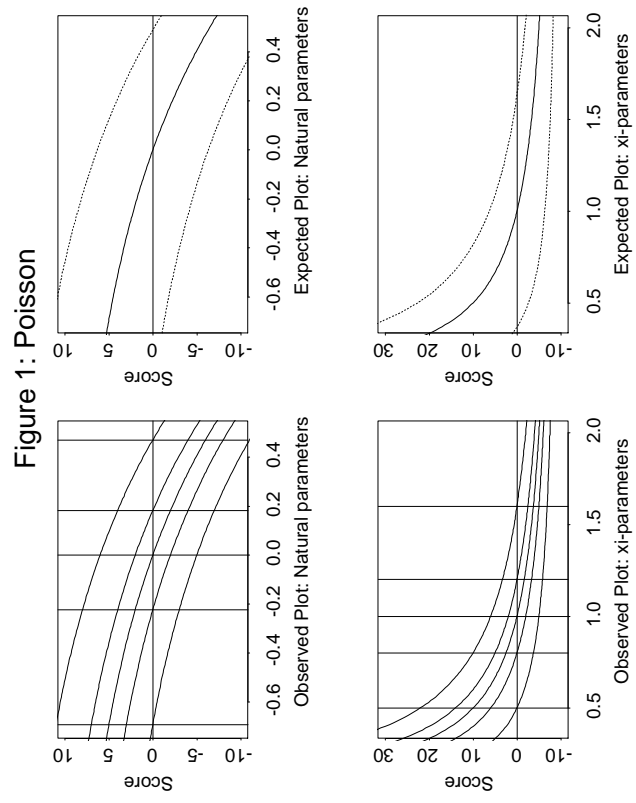 Figure 1: Poisson
10
5
0
-5
-10
Score
-0.6 -0.4 -0.2 0.0 0.2 0.4
Observed Plot: Natural parameters
10
5
0
-5
-10
Score
-0.6 -0.4 -0.2 0.0 0.2 0.4
Expected Plot: Natural parameters
30
20
10
0
-10
Score
0.5 1.0 1.5 2.0
Observed Plot: xi-parameters
30
20
10
0
-10
Score
0.5 1.0 1.5 2.0
Expected Plot: xi-parameters